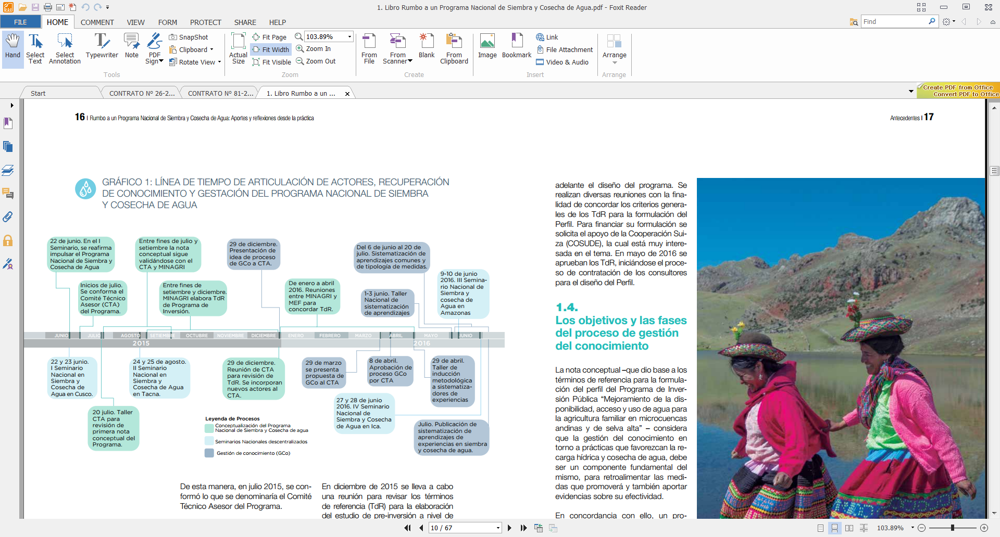 1. Libro Rumbo a un Programa Nacional de Siembra y Cosecha de Agua.pdf - Foxit Reader
FILE
HOME
COMMENT
VIEW
FORM
PROTECT
SHARE
HELP
Find
Hand
Select
Text
Select
Annotation
Typewriter
Note
PDF
Sign
SnapShot
Clipboard
Rotate View
Tools
Actual
Size
Fit Page
Fit Width
Fit Visible
103.89%
Zoom In
Zoom Out
Zoom
From
File
From
Scanner
Blank
From
Clipboard
Create
Image
Bookmark
Link
File Attachment
Video & Audio
Insert
Arrange
Arrange
Start
CONTRATO Nº 26-2...
CONTRATO Nº 81-2...
1. Libro Rumbo a un ...
Create PDF from Office
Convert PDF to Office
16 I Rumbo a un Programa Nacional de Siembra y Cosecha de Agua: Aportes y reflexiones desde la práctica
Antecedentes I 17
GRÁFICO 1: LÍNEA DE TIEMPO DE ARTICULACIÓN DE ACTORES, RECUPERACIÓN
DE CONOCIMIENTO Y GESTACIÓN DEL PROGRAMA NACIONAL DE SIEMBRA
Y COSECHA DE AGUA
22 de junio. En el I
Seminario, se reafirma
impulsar el Programa
Nacional de Siembra y
Cosecha de Agua
Entre fines de julio y
setiembre la nota
conceptual sigue
validándose con el
CTA y MINAGRI
29 de diciembre.
Presentación de
idea de proceso
de GCo a CTA.
Del 6 de junio al 20 de
julio. Sistematización de
aprendizajes comunes y
de tipología de medidas.
9-10 de junio
2016. III Semina-
rio Nacional de
Siembra y
cosecha de
Agua en
Amazonas
Inicios de julio.
Se conforma el
Comité Técnico
Asesor (CTA)
del Programa.
Entre fines de
setiembre y diciembre.
MINAGRI elabora TdR
de Programa de
Inversión.
De enero a abril
2016. Reuniones
entre MINAGRI y
MEF para
concordar TdR.
1-3 junio. Taller
Nacional de
sistematización
de aprendizajes
JUNIO
JULIO
AGOSTO
SETIEMBRE
OCTUBRE
NOVIEMBRE
DICIEMBRE
ENERO
FEBRERO
MARZO
ABRIL
MAYO
JUNIO
2015
2016
22 y 23 junio.
I Seminario
Nacional en
Siembra y
Cosecha de
Agua en Cusco.
24 y 25 de agosto.
II Seminario
Nacional en
Siembra y
Cosecha de Agua
en Tacna.
29 de diciembre.
Reunión de CTA
para revisión de
TdR. Se incorporan
nuevos actores al
CTA.
29 de marzo
se presenta
propuesta de
GCo al CTA
8 de abril.
Aprobación de
proceso GCo
por CTA
29 de abril.
Taller de
inducción
metodológica
a sistematiza-
dores de
experiencias
20 julio. Taller
CTA para
revisión de
primera nota
conceptual del
Programa.
27 y 28 de junio
2016. IV Seminario
Nacional de
Siembra y Cosecha
de Agua en Ica.
Julio. Publicación de
sistematización de
aprendizajes de
experiencias en siembra
y cosecha de agua.
Leyenda de Procesos
Conceptualización del Programa
Nacional de Siembra y Cosecha de agua
Seminarios Nacionales descentralizados
Gestión de conocimiento (GCo)
De esta manera, en julio 2015, se con-
formó lo que se denominaría el Comité
Técnico Asesor del Programa.
En diciembre de 2015 se lleva a cabo
una reunión para revisar los términos
de referencia (TdR) para la elaboración
del estudio de pre-inversión a nivel de
adelante el diseño del programa. Se
realizan diversas reuniones con la fina-
lidad de concordar los criterios genera-
les de los TdR para la formulación del
Perfil. Para financiar su formulación se
solicita el apoyo de la Cooperación Sui-
za (COSUDE), la cual está muy intere-
sada en el tema. En mayo de 2016 se
aprueban los TdR, iniciándose el proce-
so de contratación de los consultores
para el diseño del Perfil.
1.4.
Los objetivos y las fases
del proceso de gestión
del conocimiento
La nota conceptual –que dio base a los
términos de referencia para la formula-
ción del perfil del Programa de Inver-
sión Pública “Mejoramiento de la dis-
ponibilidad, acceso y uso de agua para
la agricultura familiar en microcuencas
andinas y de selva alta” – considera
que la gestión del conocimiento en
torno a prácticas que favorezcan la re-
carga hídrica y cosecha de agua, debe
ser un componente fundamental del
mismo, para retroalimentar las medi-
das que promoverá y también aportar
evidencias sobre su efectividad.
En concordancia con ello, un pro-
10 / 67
103.89%